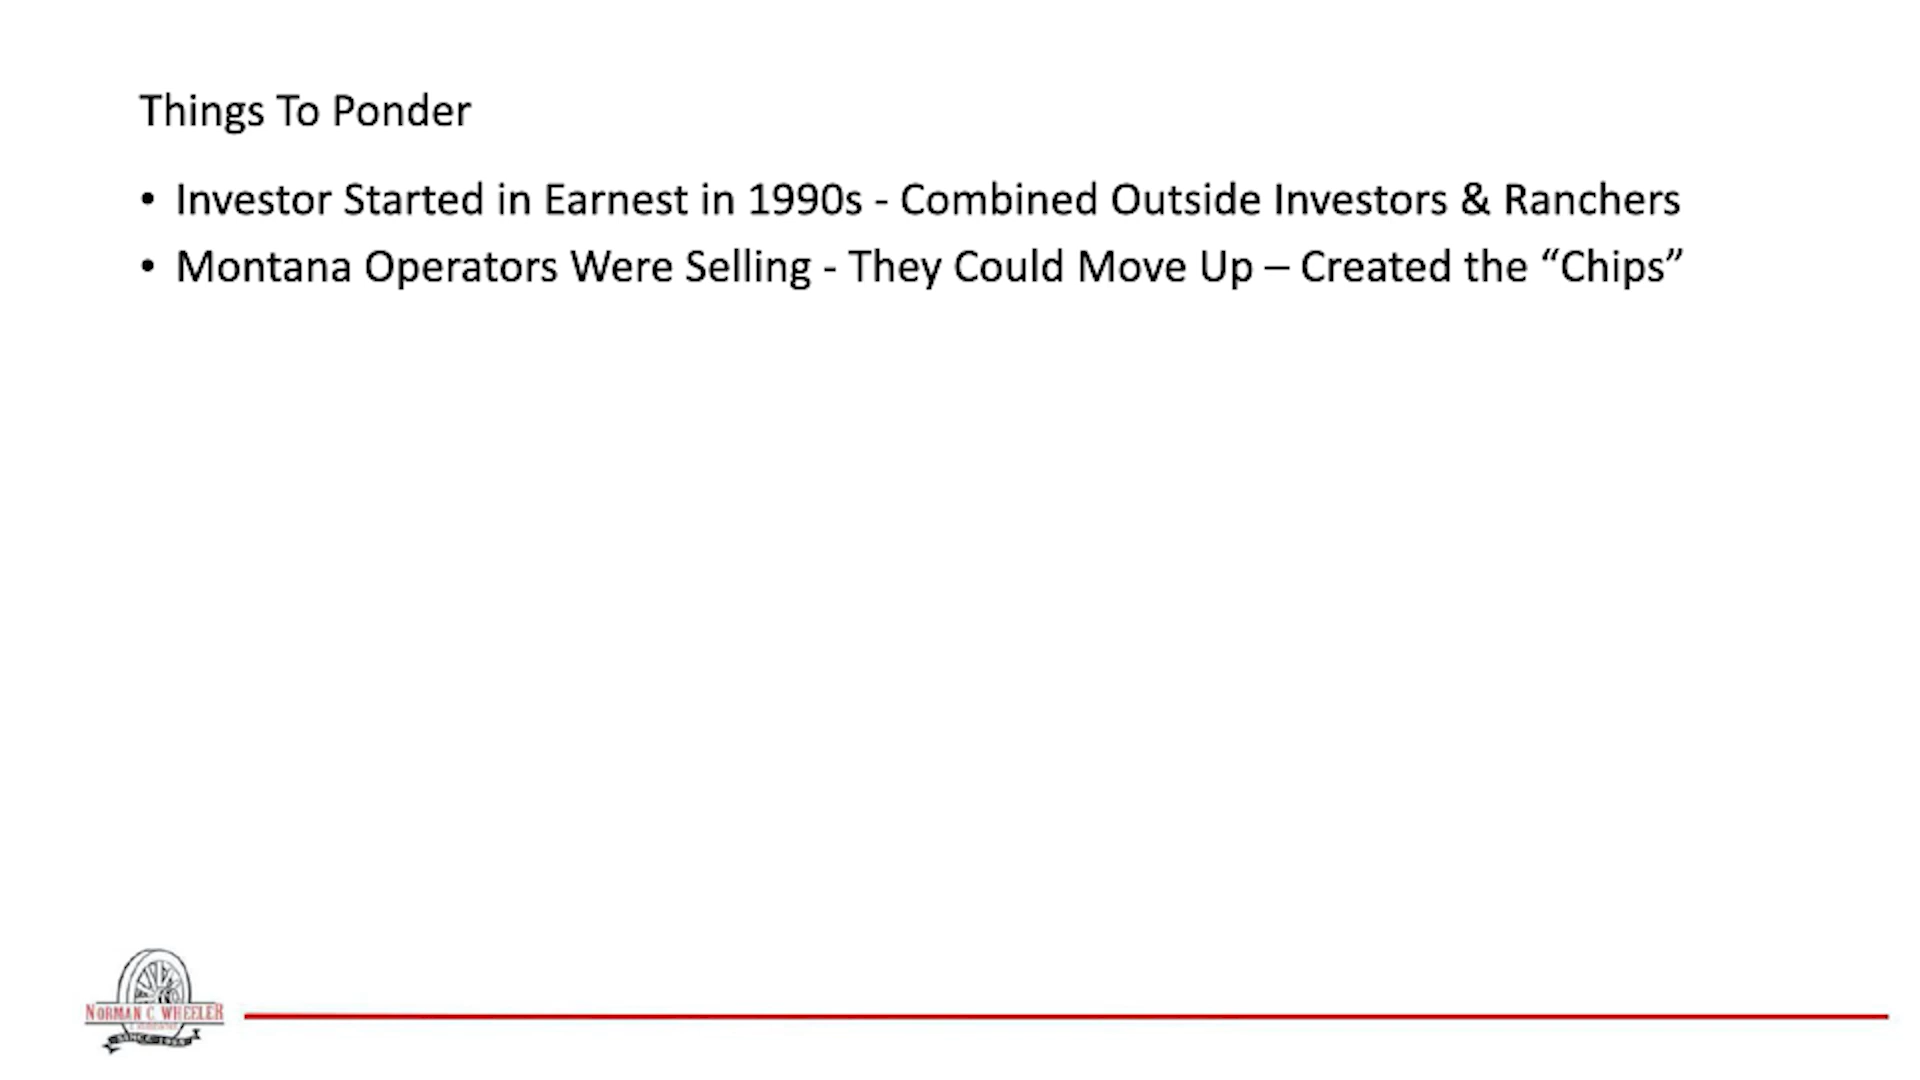 Things To Ponder
• Investor Started in Earnest in 1990s - Combined Outside Investors & Ranchers
• Montana Operators Were Selling - They Could Move Up – Created the “Chips”
NORMAN C. WHEELER